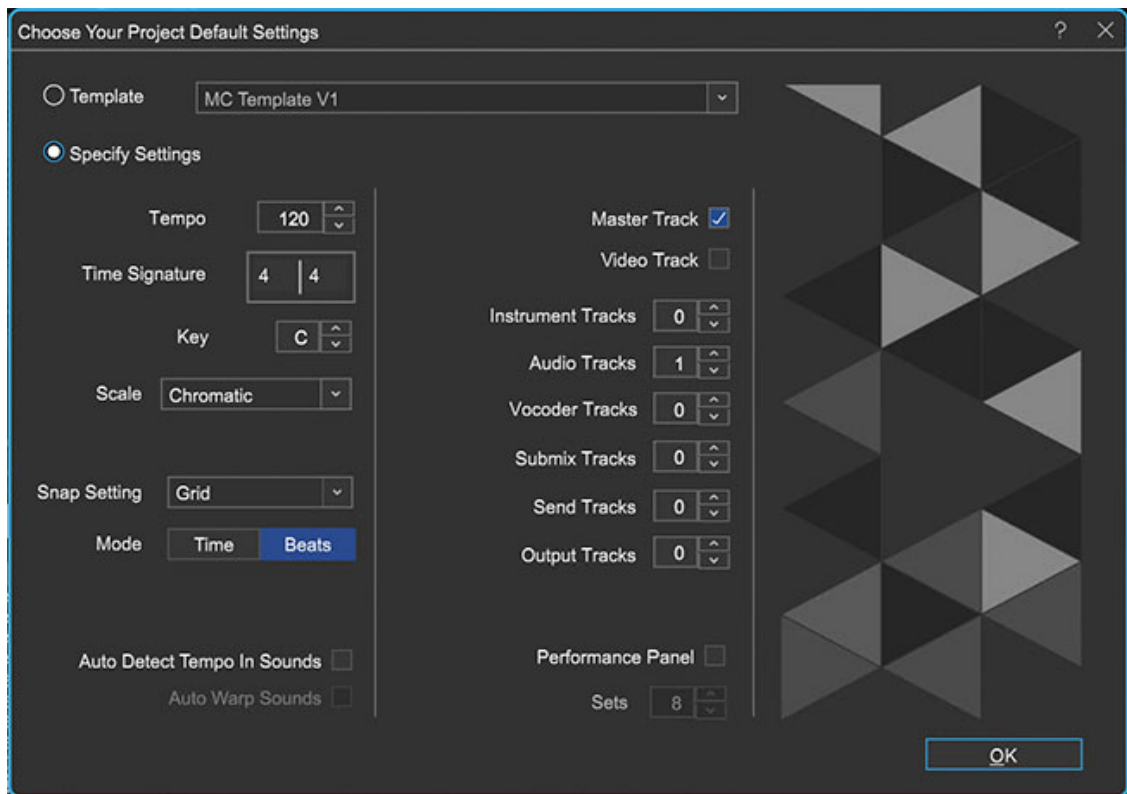 Choose Your Project Default Settings ?
Template MC Template V1
Specify Settings
Tempo 120
Time Signature 4 4
Key C
Scale Chromatic
Snap Setting Grid
Mode Time Beats
Auto Detect Tempo In Sounds
Auto Warp Sounds
Master Track
Video Track
Instrument Tracks 0
Audio Tracks 1
Vocoder Tracks 0
Submix Tracks 0
Send Tracks 0
Output Tracks 0
Performance Panel
Sets 8
OK